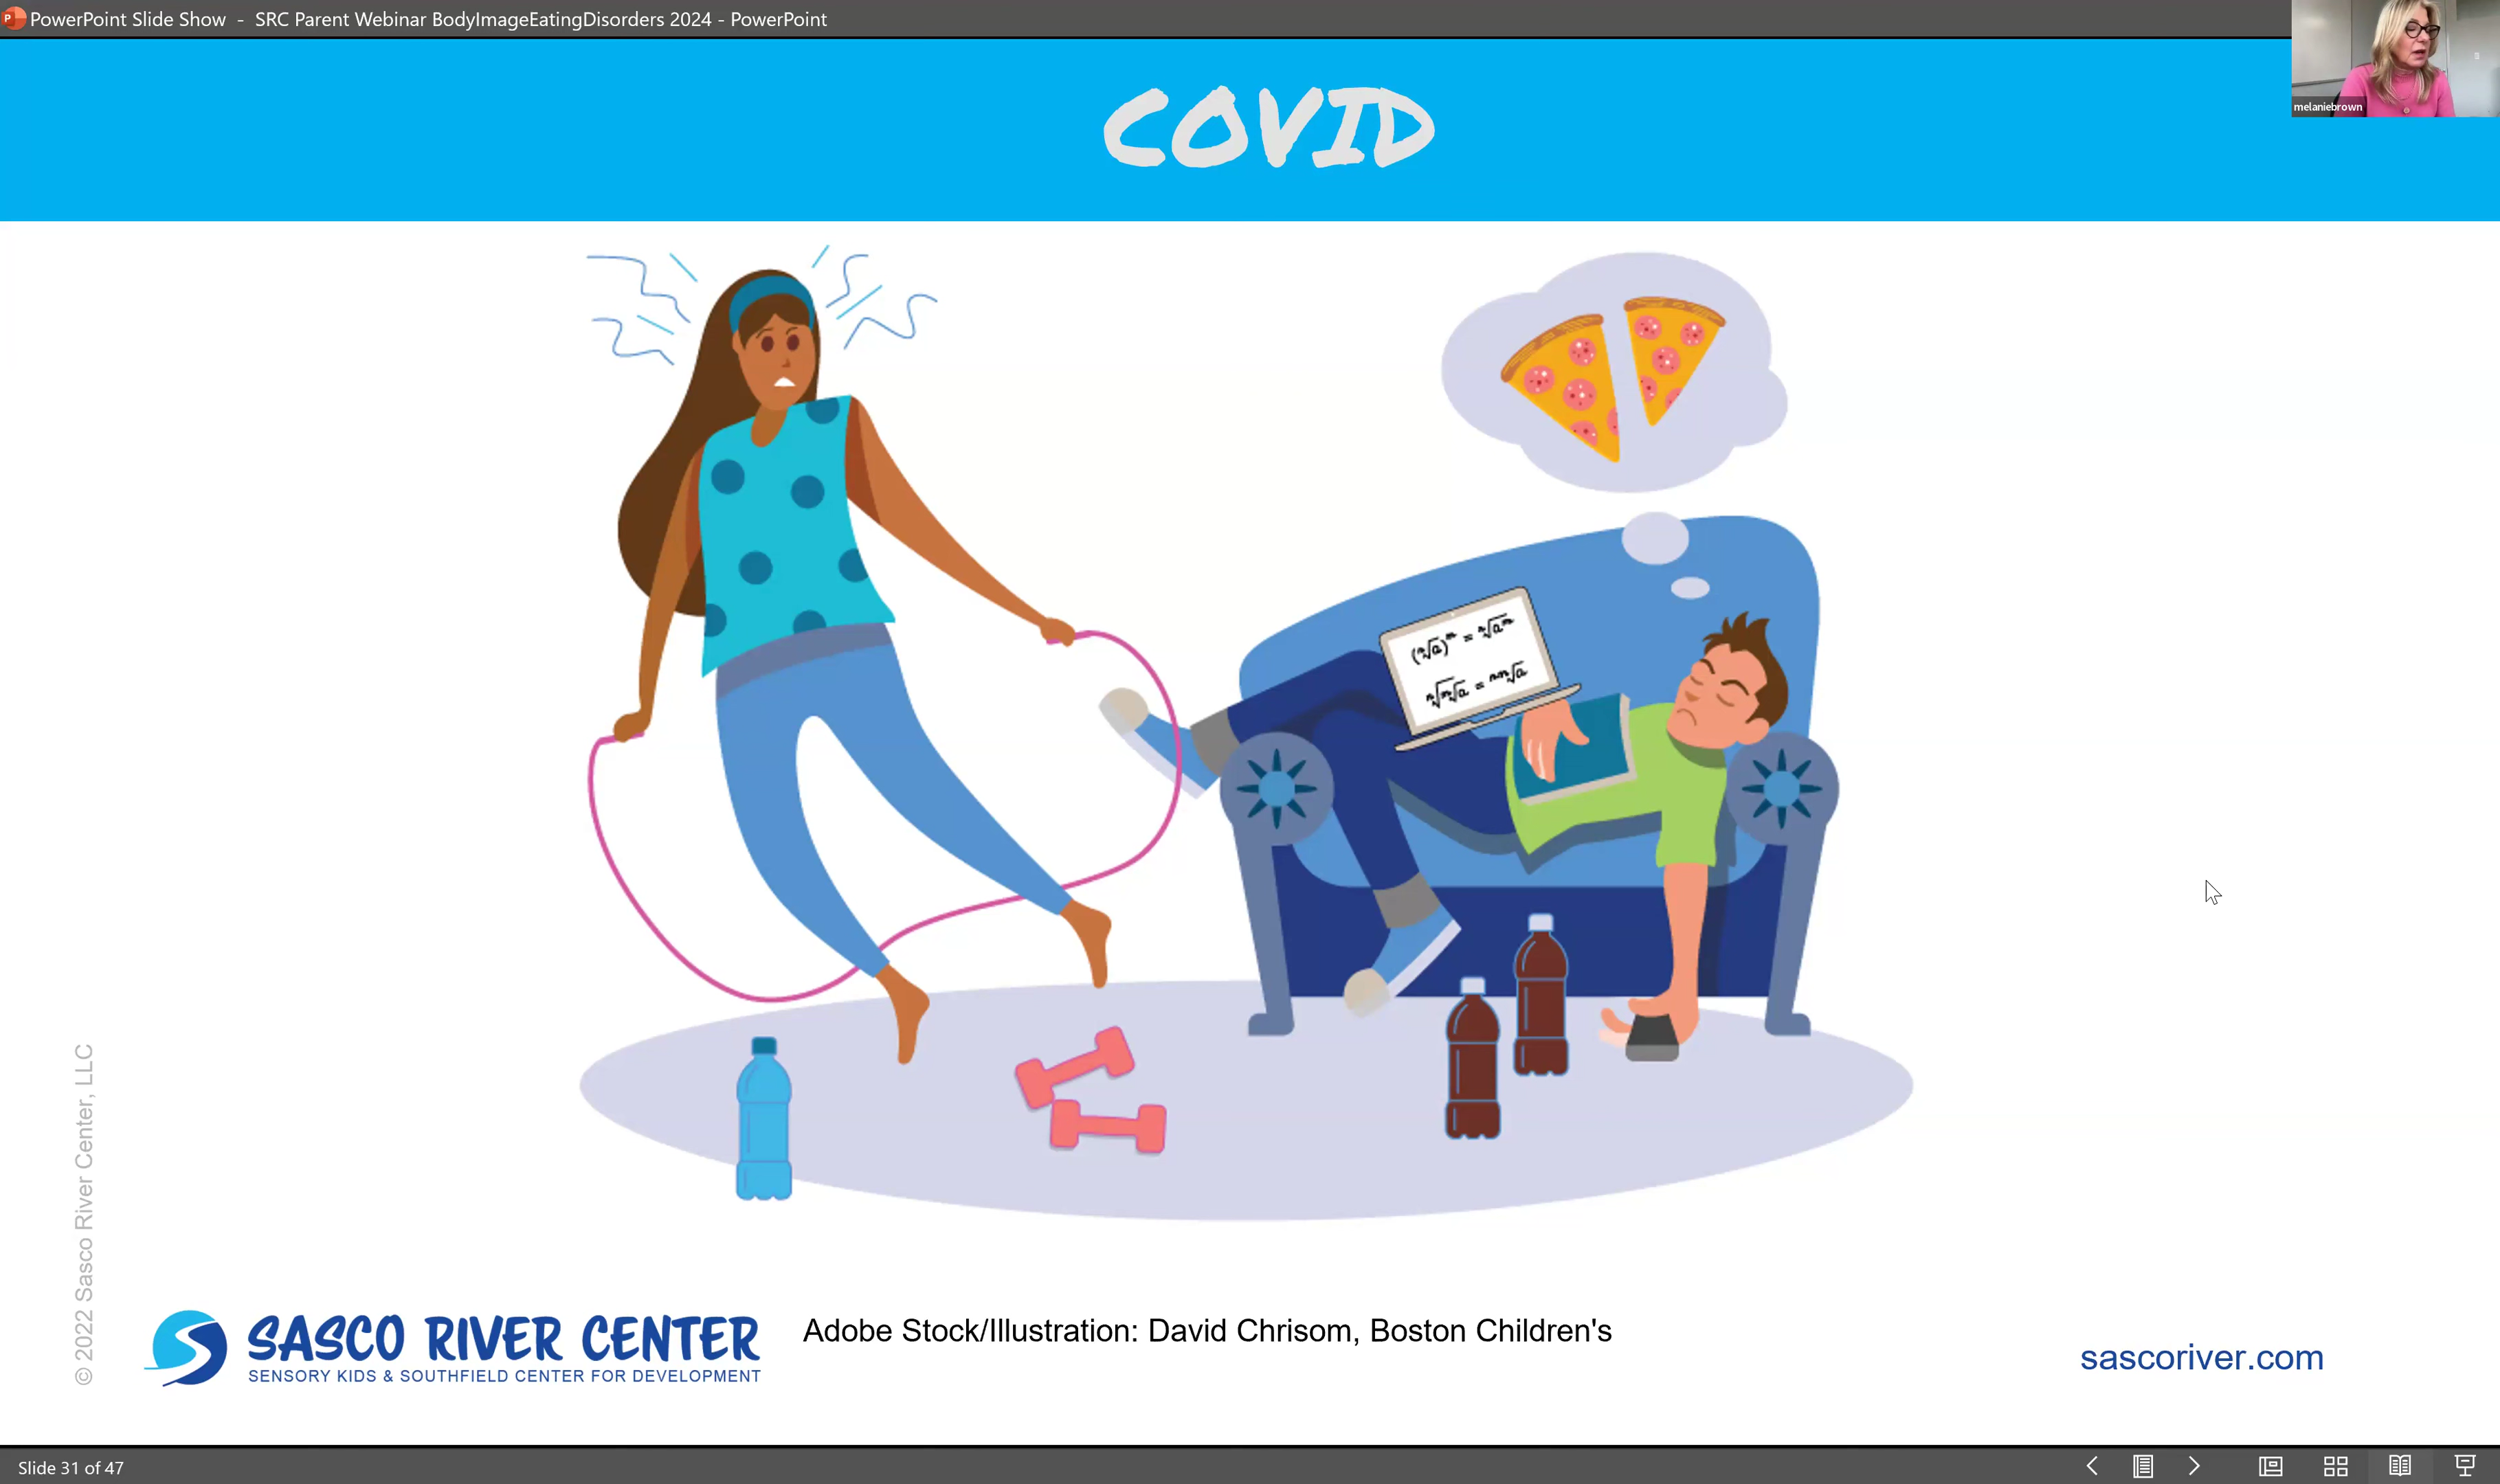 PowerPoint Slide Show - SRC Parent Webinar BodyImageEatingDisorders 2024 - PowerPoint
melaniebrown
COVID
(ⁿ√a)ᵐ = ⁿ√aᵐ
ⁿ√ᵐ√a = ⁿᵐ√a
© 2022 Sasco River Center, LLC
SASCO RIVER CENTER
SENSORY KIDS & SOUTHFIELD CENTER FOR DEVELOPMENT
Adobe Stock/Illustration: David Chrisom, Boston Children's
sascoriver.com
Slide 31 of 47